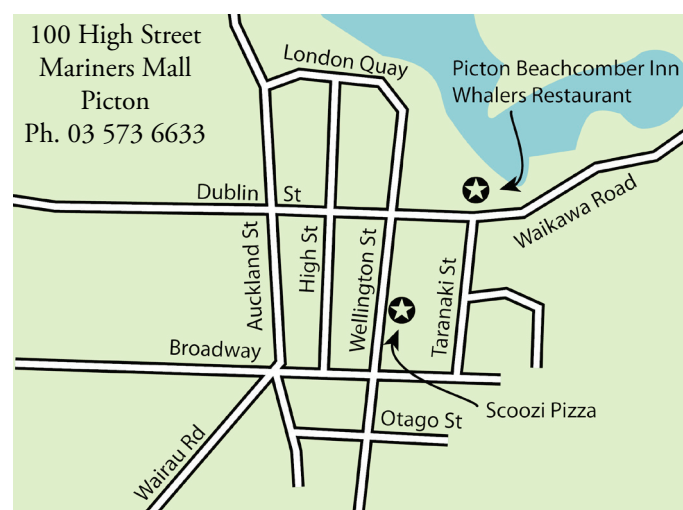 100 High Street
Mariners Mall
Picton
Ph. 03 573 6633
London Quay
Picton Beachcomber Inn
Whalers Restaurant
Dublin St
Waikawa Road
Auckland St
High St
Wellington St
Taranaki St
Broadway
Scoozi Pizza
Otago St
Wairau Rd